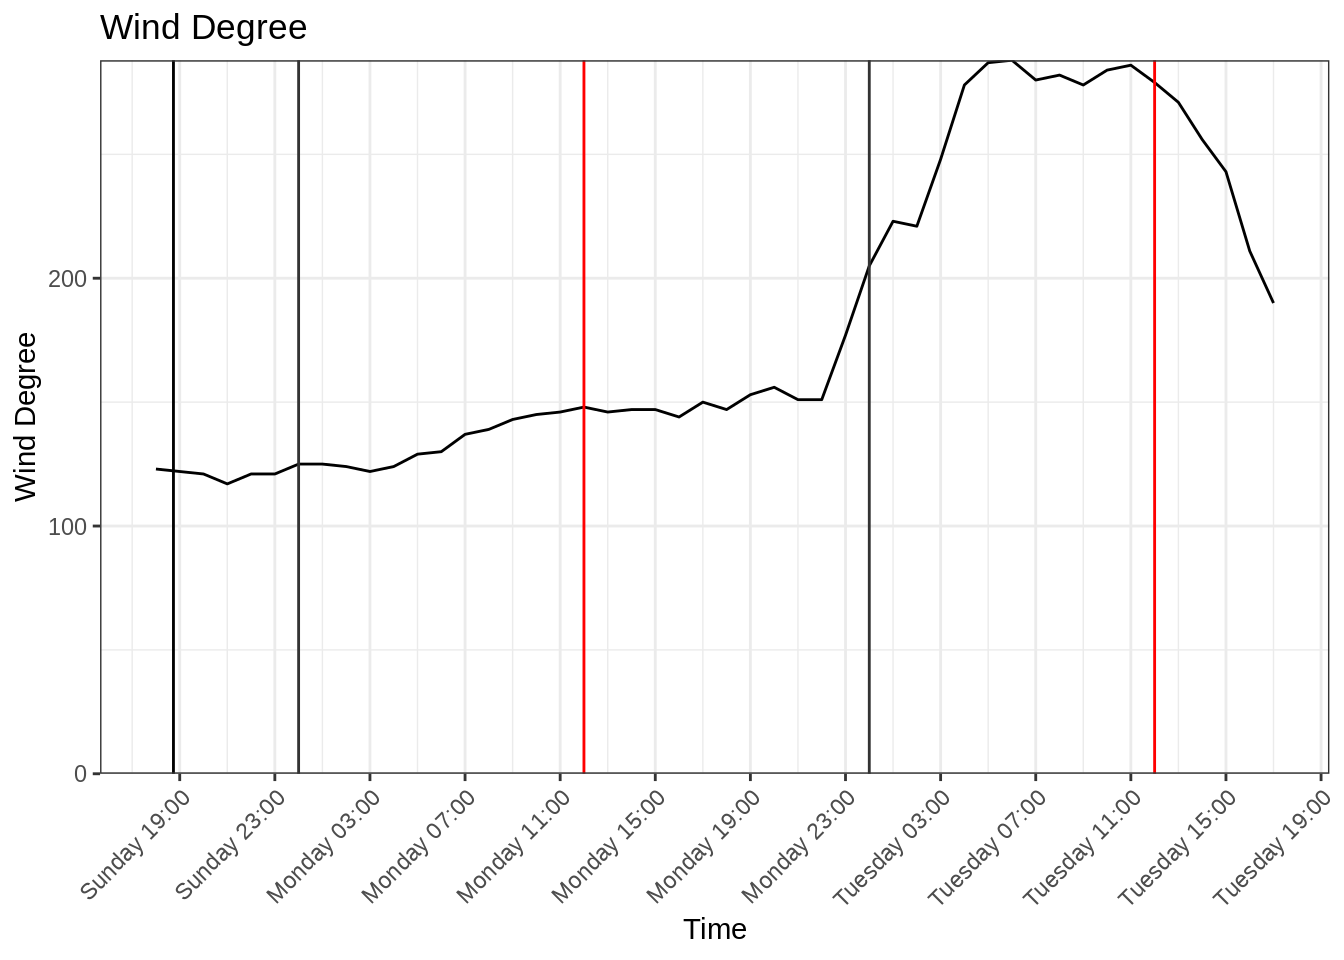 Wind Degree
Wind Degree
200
100
0
Sunday 19:00
Sunday 23:00
Monday 03:00
Monday 07:00
Monday 11:00
Monday 15:00
Monday 19:00
Monday 23:00
Tuesday 03:00
Tuesday 07:00
Tuesday 11:00
Tuesday 15:00
Tuesday 19:00
Time